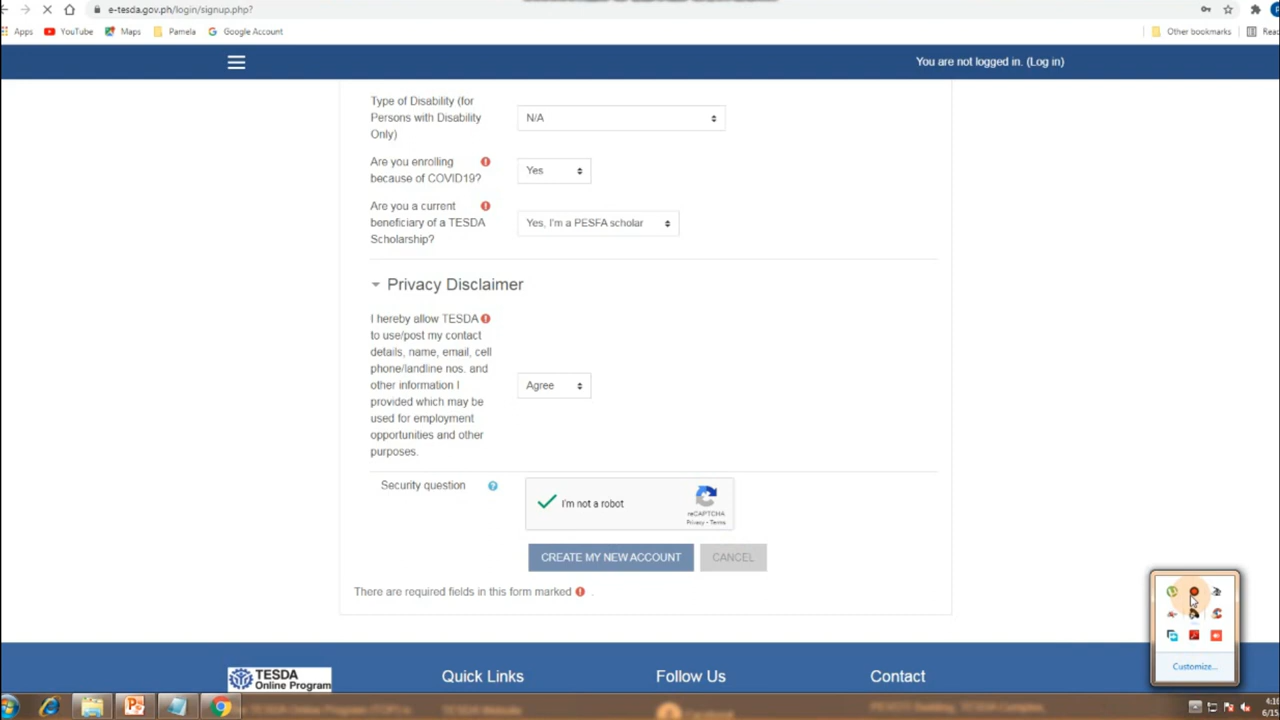 e-tesda.gov.ph/login/signup.php?
Apps YouTube Maps Pamela Google Account Other bookmarks
You are not logged in. (Log in)
Type of Disability (for
Persons with Disability
Only)
N/A
Are you enrolling
because of COVID19?
Yes
Are you a current
beneficiary of a TESDA
Scholarship?
Yes, I'm a PESFA scholar
Privacy Disclaimer
I hereby allow TESDA
to use/post my contact
details, name, email, cell
phone/landline nos. and
other information I
provided which may be
used for employment
opportunities and other
purposes.
Agree
Security question
I'm not a robot
reCAPTCHA
Privacy - Terms
CREATE MY NEW ACCOUNT
CANCEL
There are required fields in this form marked .
Customize...
TESDA
Online Program
Quick Links
Follow Us
Contact